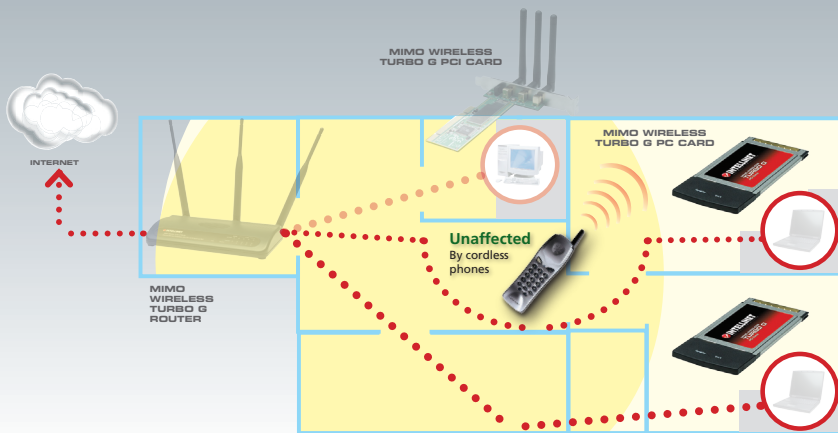 MIMO WIRELESS
TURBO G PCI CARD
INTERNET
MIMO WIRELESS
TURBO G PC CARD
INTELLINET
Unaffected
By cordless
phones
MIMO
WIRELESS
TURBO G
ROUTER
INTELLINET